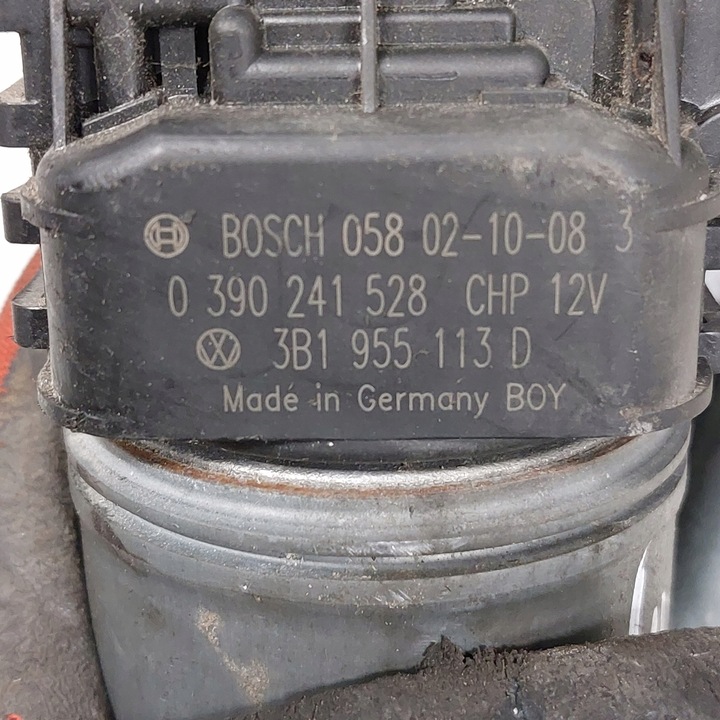 BOSCH 058 02-10-08 3
0 390 241 528 CHP 12V
3B1 955 113 D
Made in Germany BOY